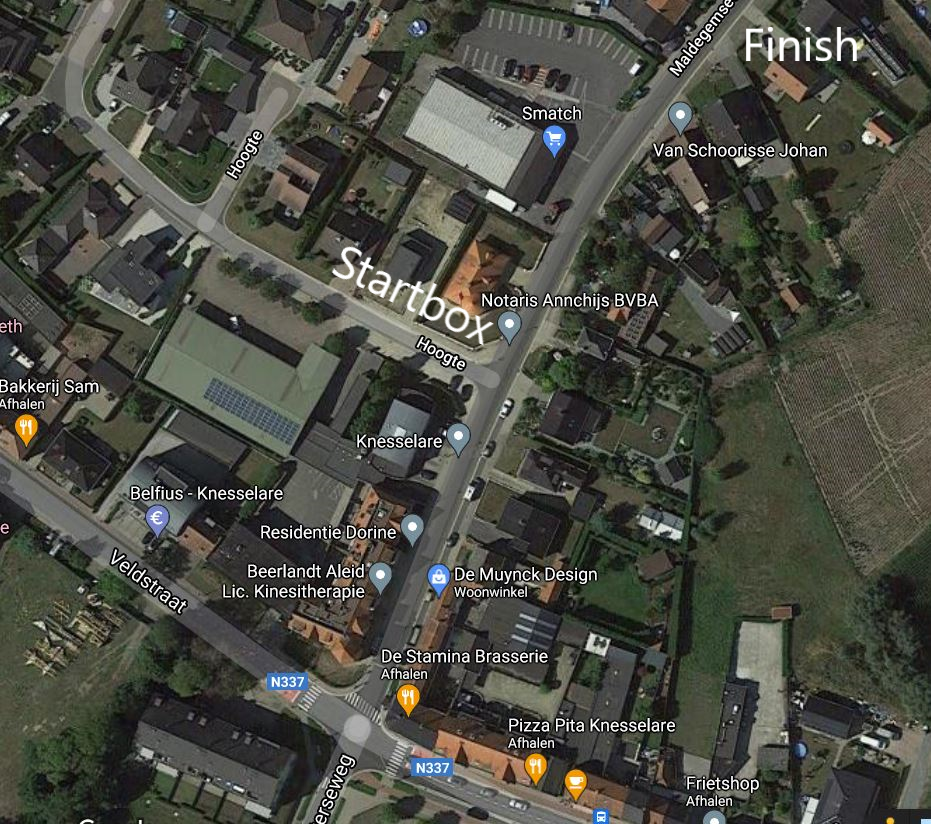 Finish
Maldegemse
Smatch
Van Schoorisse Johan
Hoogte
Startbox
Notaris Annchijs BVBA
eth
Hoogte
Bakkerij Sam
Afhalen
Knesselare
Belfius - Knesselare
€
e
Residentie Dorine
Veldstraat
Beerlandt Aleid
Lic. Kinesitherapie
De Muynck Design
Woonwinkel
De Stamina Brasserie
Afhalen
N337
Pizza Pita Knesselare
Afhalen
N337
erseweg
Frietshop
Afhalen